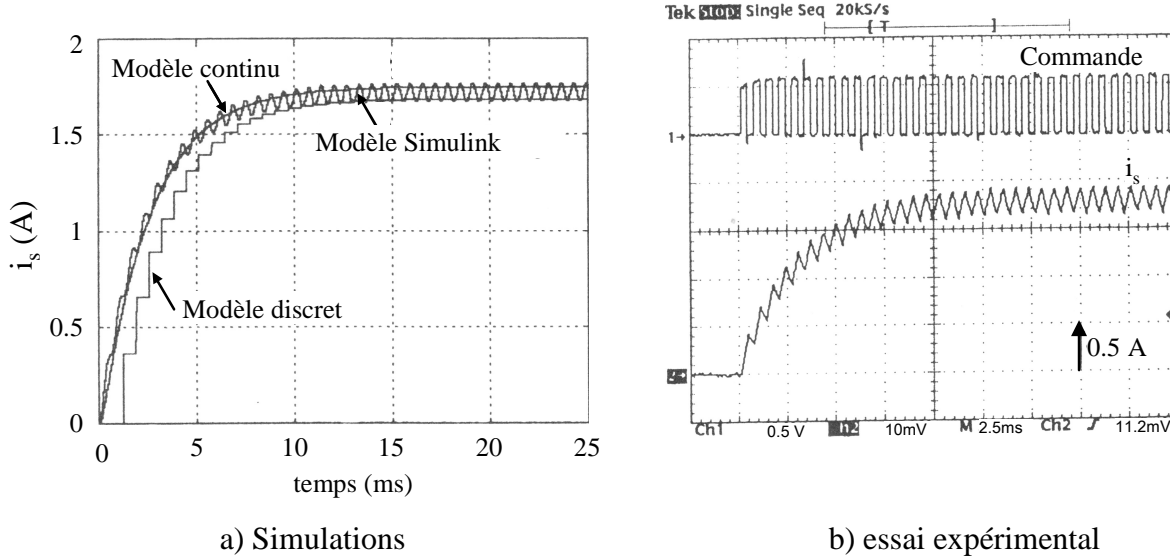 2
1.5
1
0.5
0
i_s (A)
Modèle continu
Modèle Simulink
Modèle discret
0 5 10 15 20 25
temps (ms)
a) Simulations
Tek Stop Single Seq 20kS/s
[ T ]
Commande
1→
i_s
0.5 A
2→
Ch1 0.5 V Ch2 10mV M 2.5ms Ch2 11.2mV
b) essai expérimental